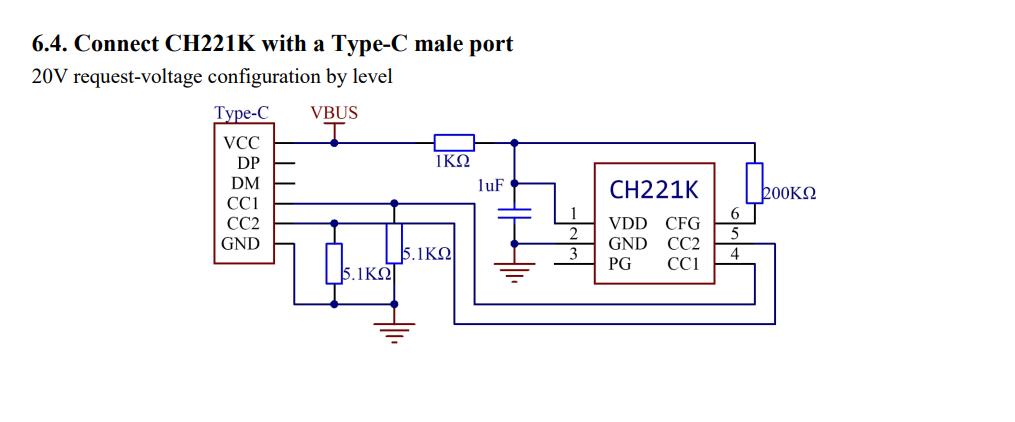 6.4. Connect CH221K with a Type-C male port
20V request-voltage configuration by level
Type-C
VBUS
VCC
DP
DM
CC1
CC2
GND
1KΩ
1uF
5.1KΩ
5.1KΩ
CH221K
1
2
3
VDD CFG
GND CC2
PG CC1
6
5
4
200KΩ